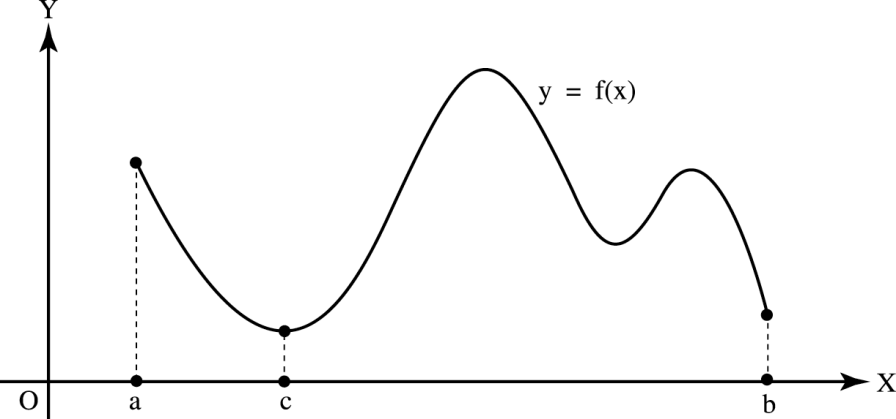 Y
y = f(x)
X
O a c b